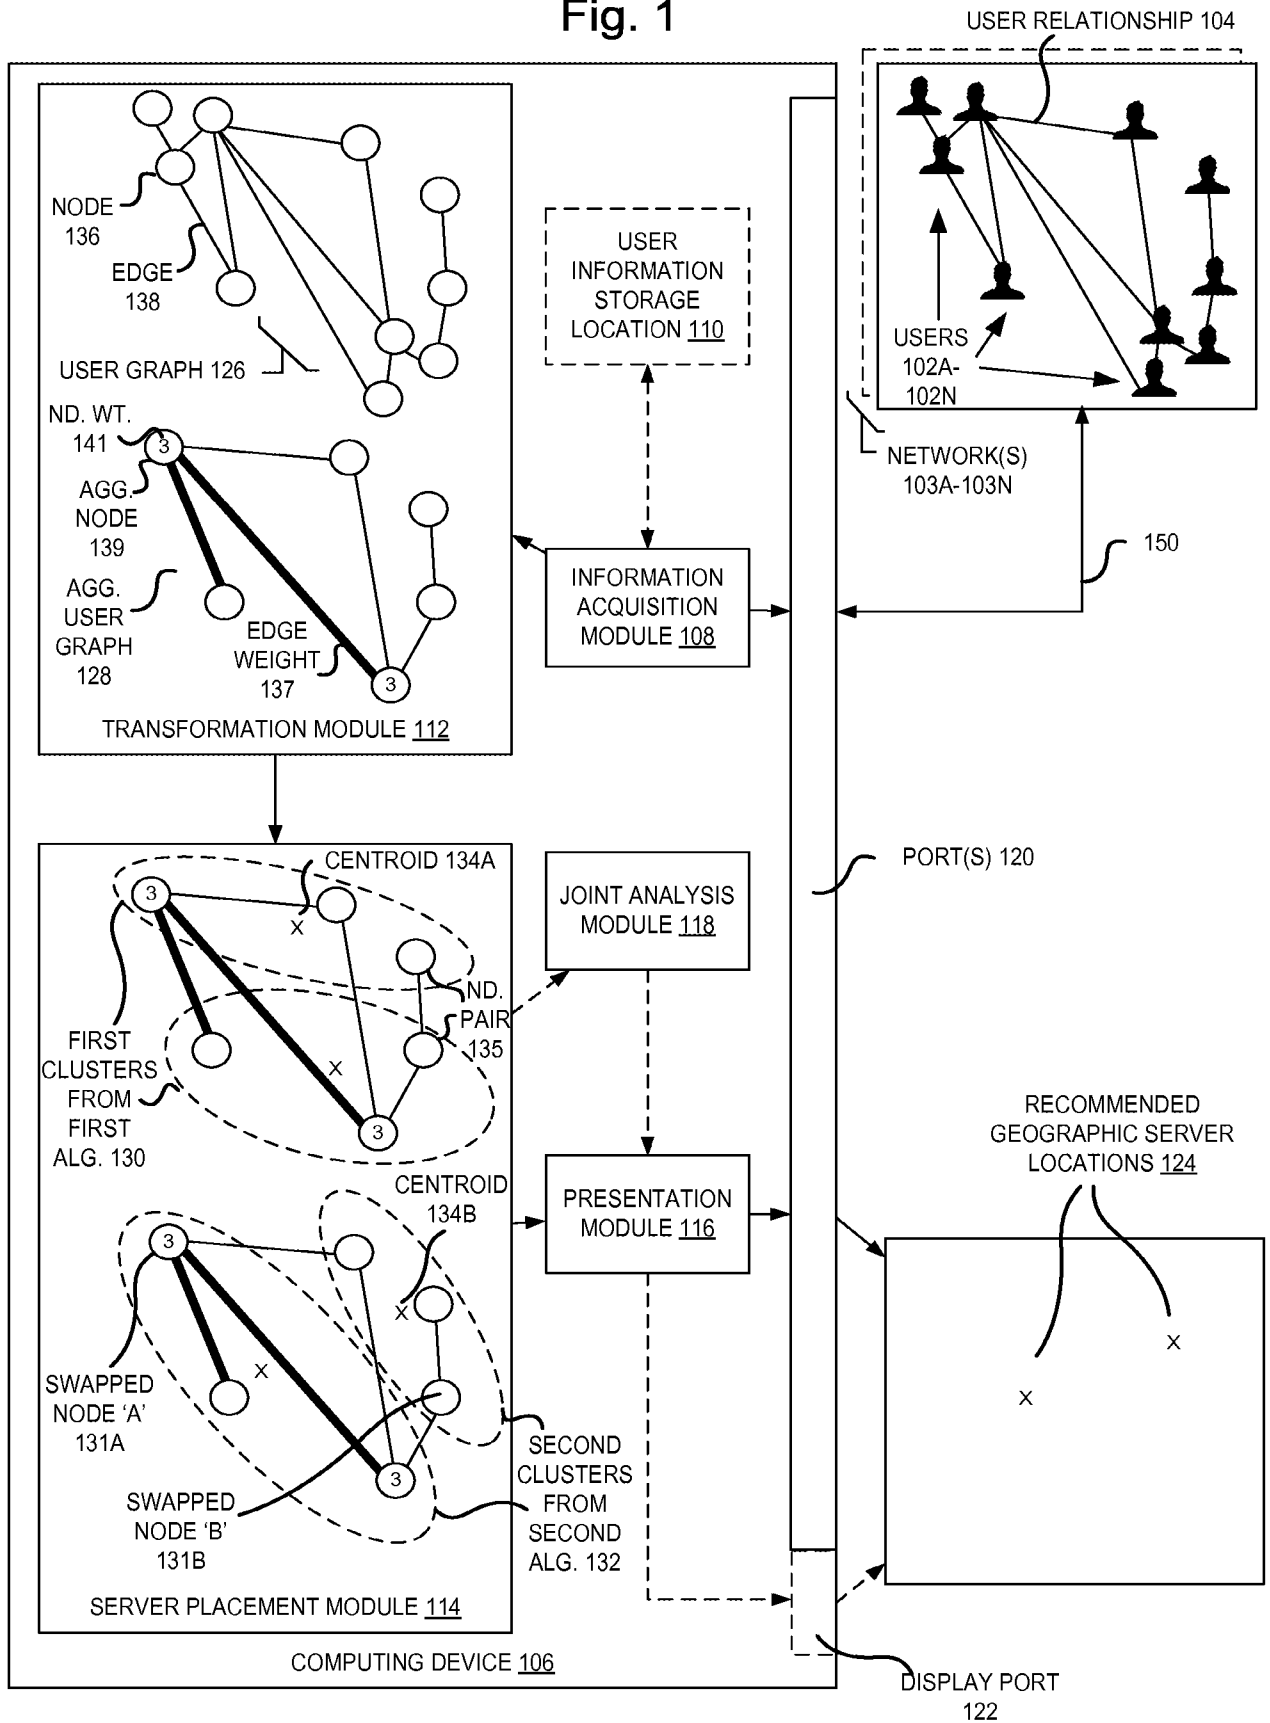 Fig. 1
USER RELATIONSHIP 104
NODE
136
EDGE
138
USER GRAPH 126
USER
INFORMATION
STORAGE
LOCATION 110
USERS
102A-
102N
NETWORK(S)
103A-103N
ND. WT.
141
3
AGG.
NODE
139
AGG.
USER
GRAPH
128
EDGE
WEIGHT
137
3
TRANSFORMATION MODULE 112
INFORMATION
ACQUISITION
MODULE 108
150
CENTROID 134A
3
X
ND.
PAIR
135
FIRST
CLUSTERS
FROM
FIRST
ALG. 130
X
3
JOINT ANALYSIS
MODULE 118
PORT(S) 120
CENTROID
134B
3
X
X
SWAPPED
NODE ‘A’
131A
3
SWAPPED
NODE ‘B’
131B
SECOND
CLUSTERS
FROM
SECOND
ALG. 132
SERVER PLACEMENT MODULE 114
PRESENTATION
MODULE 116
RECOMMENDED
GEOGRAPHIC SERVER
LOCATIONS 124
X
X
COMPUTING DEVICE 106
DISPLAY PORT
122